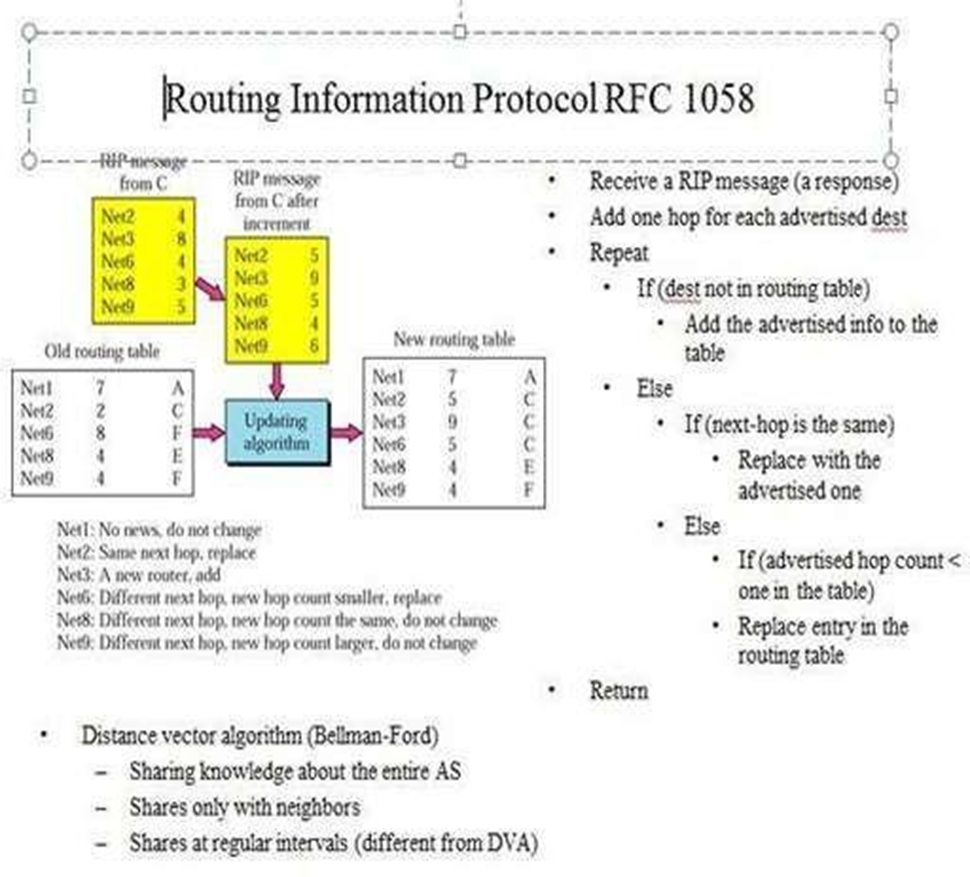 Routing Information Protocol RFC 1058
RIP message
from C
Net2 4
Net3 8
Net6 4
Net8 3
Net9 5
RIP message
from C after
increment
Net2 5
Net3 9
Net6 5
Net8 4
Net9 6
Old routing table
Net1 7 A
Net2 2 C
Net6 8 F
Net8 4 E
Net9 4 F
Updating
algorithm
New routing table
Net1 7 A
Net2 5 C
Net3 9 C
Net6 5 C
Net8 4 E
Net9 4 F
Net1: No news, do not change
Net2: Same next hop, replace
Net3: A new router, add
Net6: Different next hop, new hop count smaller, replace
Net8: Different next hop, new hop count the same, do not change
Net9: Different next hop, new hop count larger, do not change
• Receive a RIP message (a response)
• Add one hop for each advertised dest
• Repeat
• If (dest not in routing table)
• Add the advertised info to the
table
• Else
• If (next-hop is the same)
• Replace with the
advertised one
• Else
• If (advertised hop count <
one in the table)
• Replace entry in the
routing table
• Return
• Distance vector algorithm (Bellman-Ford)
– Sharing knowledge about the entire AS
– Shares only with neighbors
– Shares at regular intervals (different from DVA)